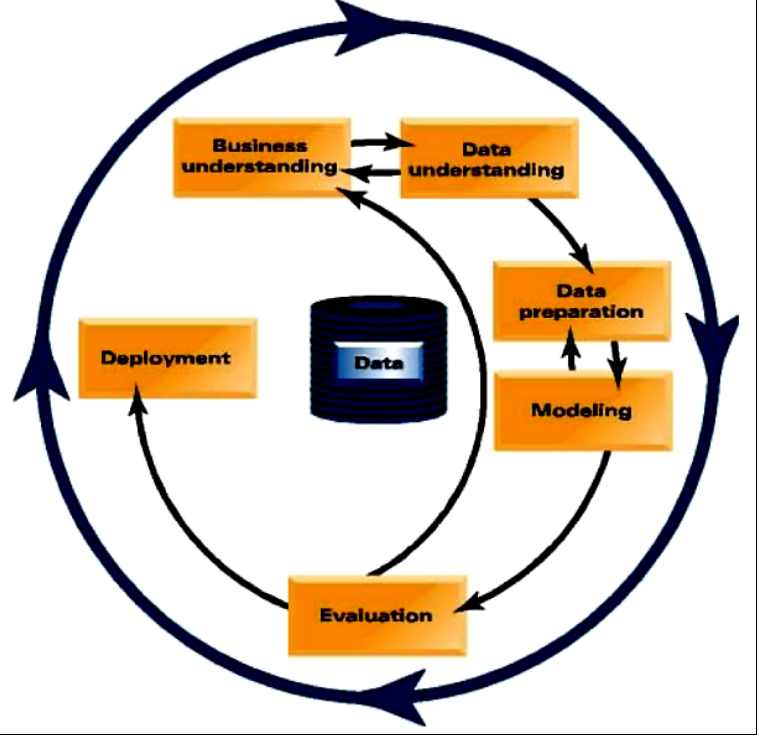 Business
understanding
Data
understanding
Data
preparation
Deployment
Data
Modeling
Evaluation